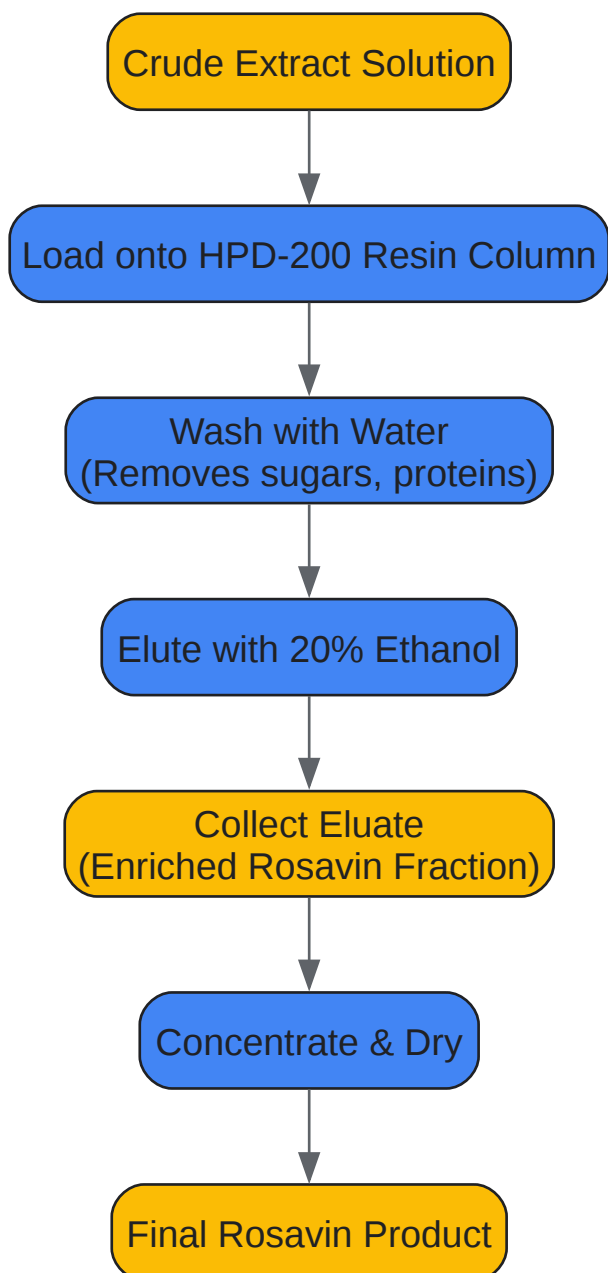 Crude Extract Solution
Load onto HPD-200 Resin Column
Wash with Water
(Removes sugars, proteins)
Elute with 20% Ethanol
Collect Eluate
(Enriched Rosavin Fraction)
Concentrate & Dry
Final Rosavin Product